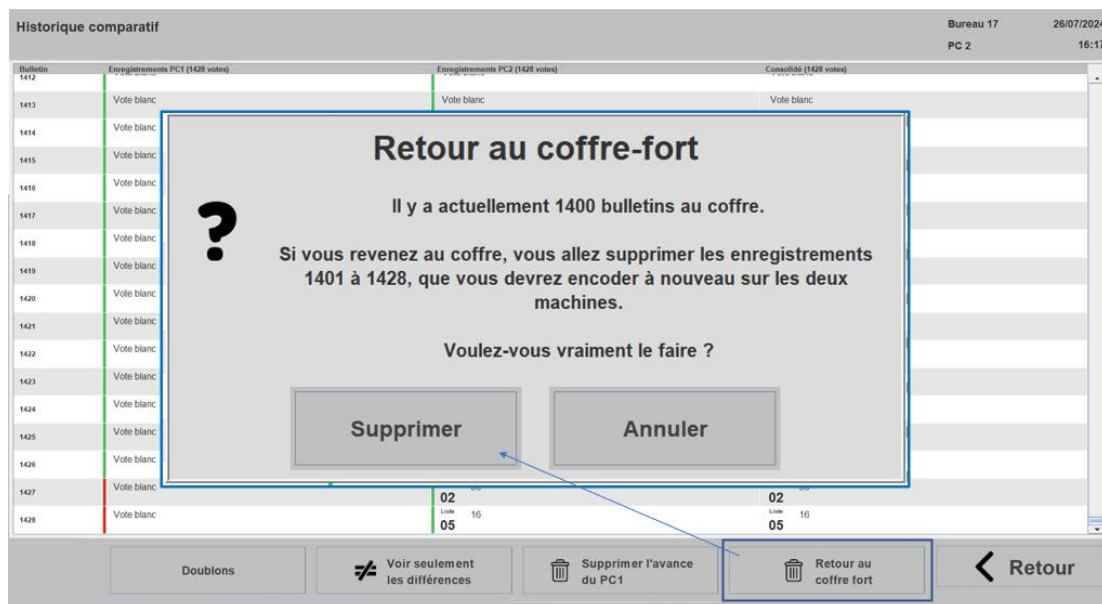 Historique comparatif
Bureau 17
26/07/2024
PC 2
16:17
Bulletin Enregistrements PC1 (1428 votes) Enregistrements PC2 (1428 votes) Consolidé (1428 votes)
1412
1413 Vote blanc Vote blanc Vote blanc
1414 Vote blanc
1415 Vote blanc
1416 Vote blanc
1417 Vote blanc
1418 Vote blanc
1419 Vote blanc
1420 Vote blanc
1421 Vote blanc
1422 Vote blanc
1423 Vote blanc
1424 Vote blanc
1425 Vote blanc
1426 Vote blanc
1427 Vote blanc 02 02
1428 Vote blanc Liste 05 16 Liste 05 16
Retour au coffre-fort
?
Il y a actuellement 1400 bulletins au coffre.
Si vous revenez au coffre, vous allez supprimer les enregistrements
1401 à 1428, que vous devrez encoder à nouveau sur les deux
machines.
Voulez-vous vraiment le faire ?
Supprimer
Annuler
Doublons
Voir seulement
les différences
Supprimer l'avance
du PC1
Retour au
coffre fort
Retour